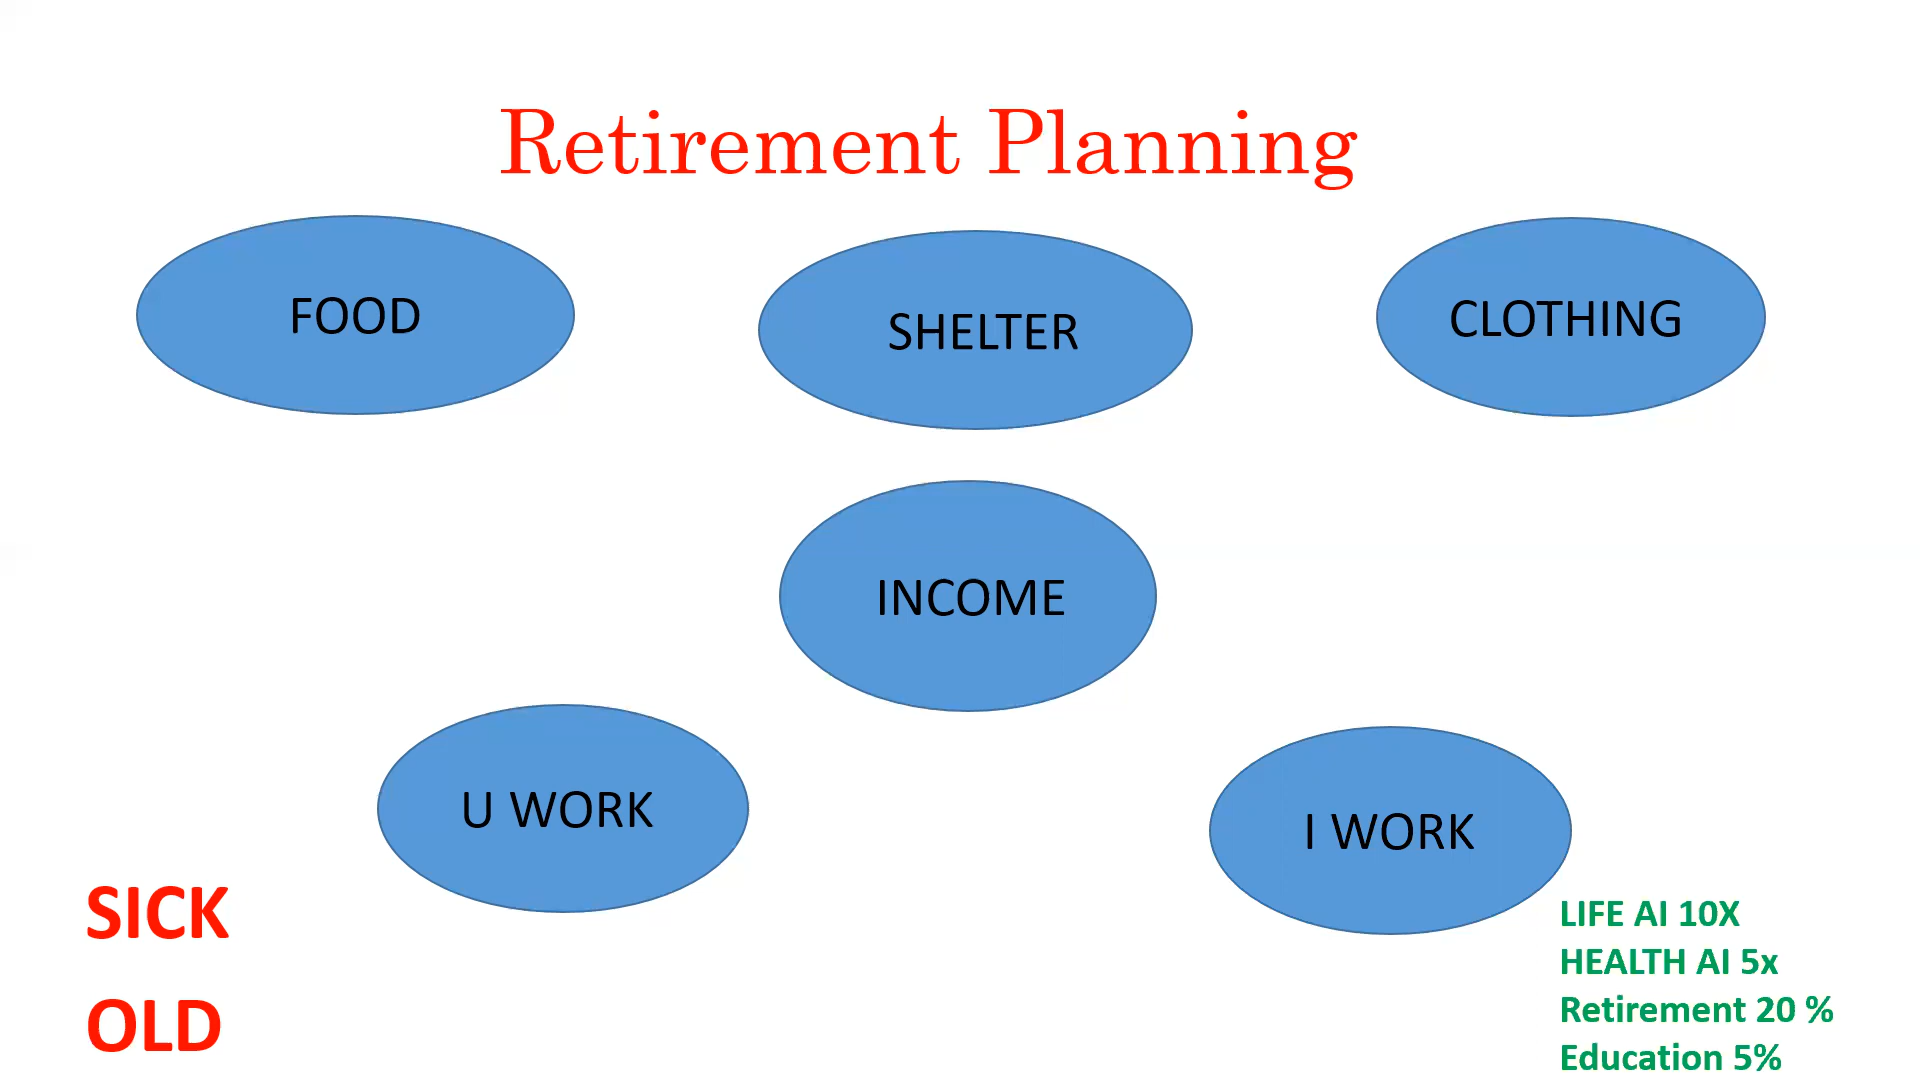 Retirement Planning
FOOD
SHELTER
CLOTHING
INCOME
U WORK
I WORK
SICK
OLD
LIFE AI 10X
HEALTH AI 5x
Retirement 20 %
Education 5%